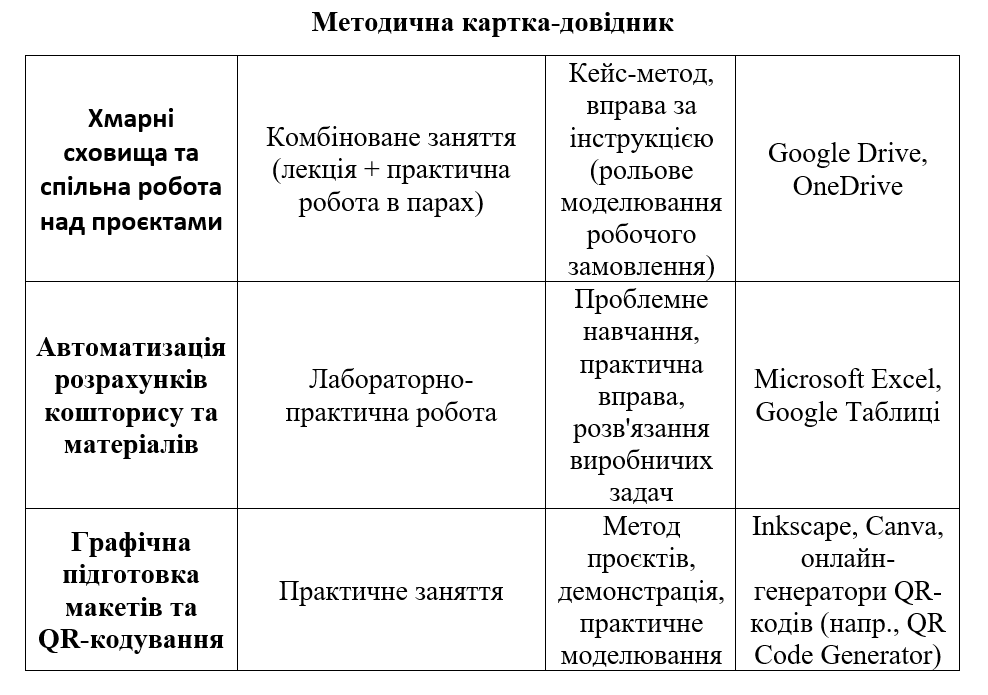 Методична картка-довідник
Хмарні
сховища та
спільна робота
над проєктами
Комбіноване заняття
(лекція + практична
робота в парах)
Кейс-метод,
вправа за
інструкцією
(рольове
моделювання
робочого
замовлення)
Google Drive,
OneDrive
Автоматизація
розрахунків
кошторису та
матеріалів
Лабораторно-
практична робота
Проблемне
навчання,
практична
вправа,
розв'язання
виробничих
задач
Microsoft Excel,
Google Таблиці
Графічна
підготовка
макетів та
QR-кодування
Практичне заняття
Метод
проєктів,
демонстрація,
практичне
моделювання
Inkscape, Canva,
онлайн-
генератори QR-
кодів (напр., QR
Code Generator)